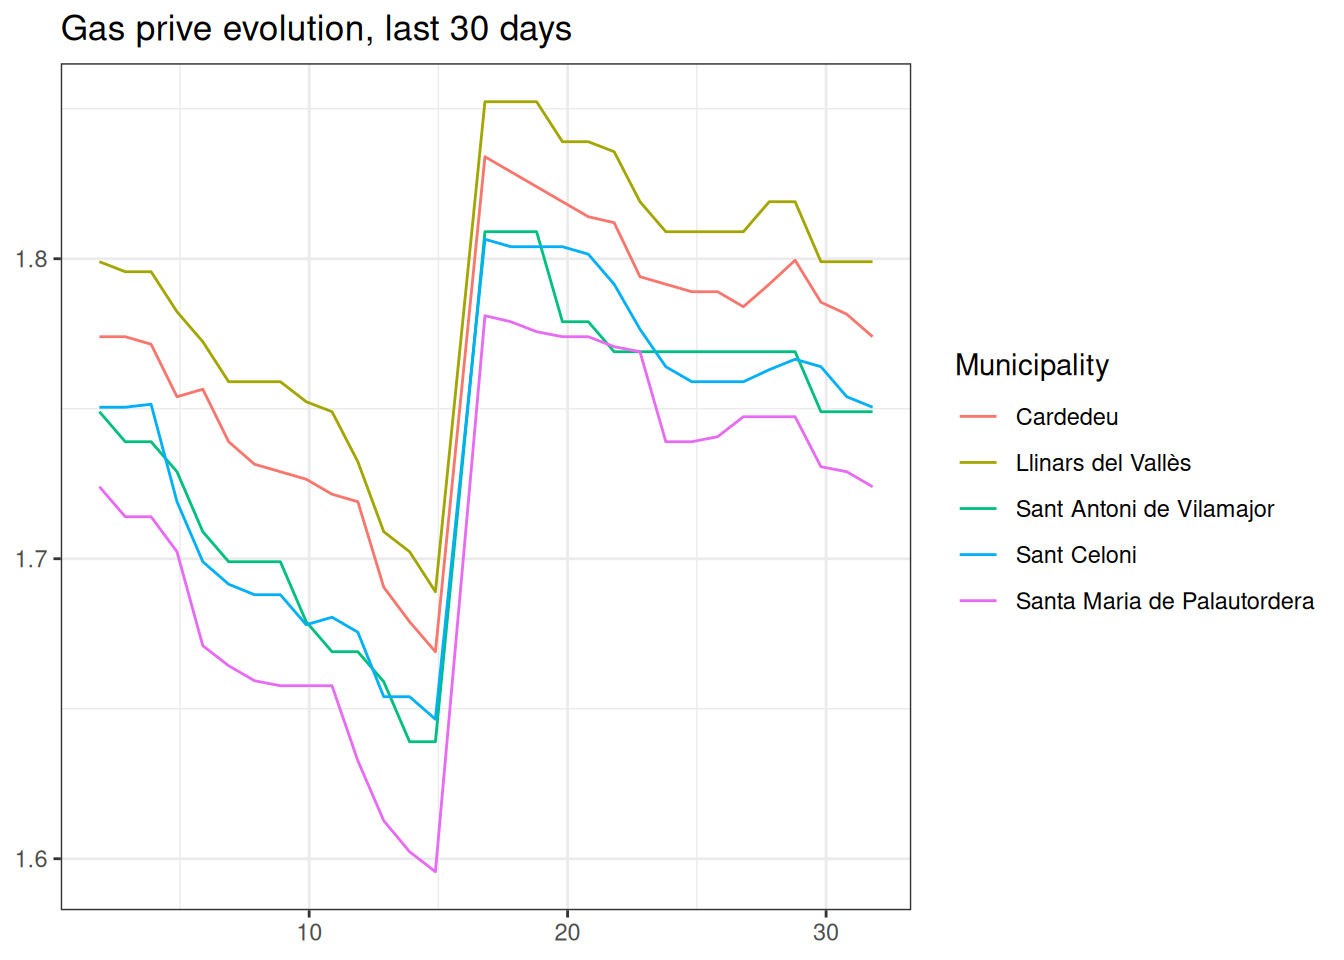 Gas prive evolution, last 30 days
1.8
1.7
1.6
10
20
30
Municipality
Cardedeu
Llinars del Vallès
Sant Antoni de Vilamajor
Sant Celoni
Santa Maria de Palautordera